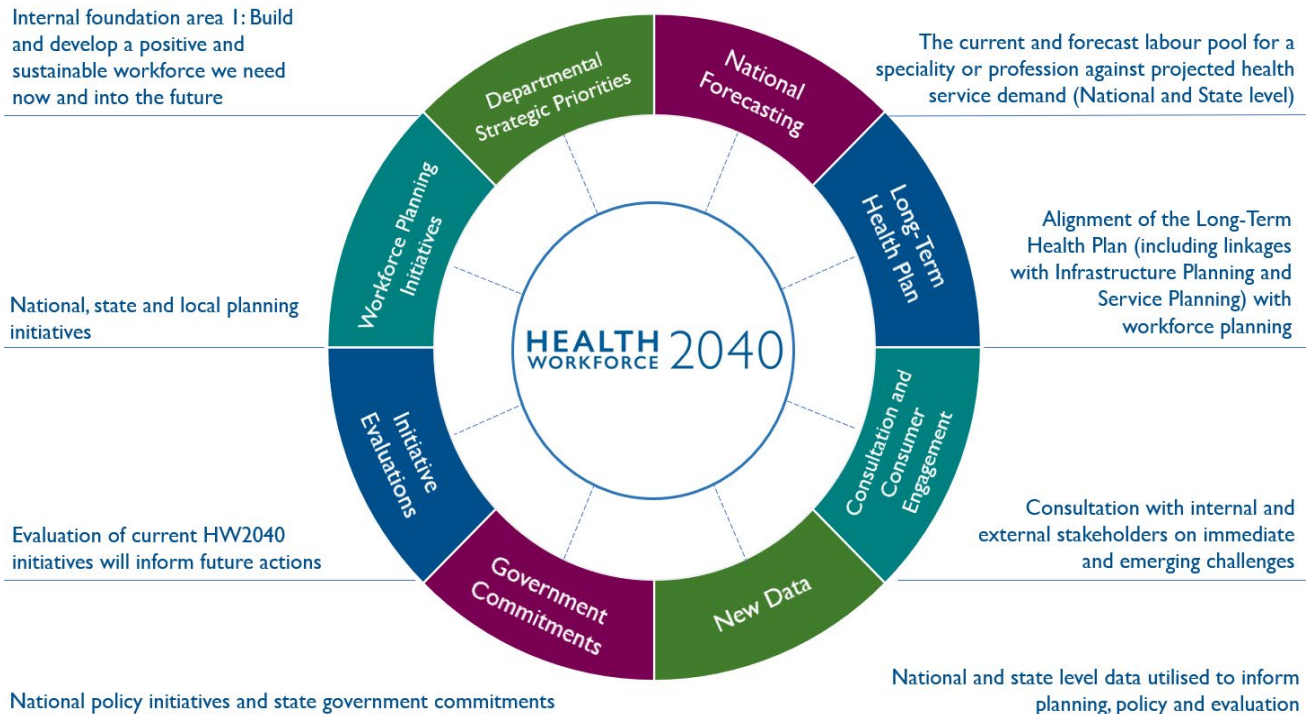 Internal foundation area 1: Build
and develop a positive and
sustainable workforce we need
now and into the future
Departmental
Strategic Priorities
National
Forecasting
The current and forecast labour pool for a
speciality or profession against projected health
service demand (National and State level)
Workforce Planning
Initiatives
Long-Term
Health Plan
Alignment of the Long-Term
Health Plan (including linkages
with Infrastructure Planning and
Service Planning) with
workforce planning
National, state and local planning
initiatives
HEALTH
WORKFORCE 2040
Initiative
Evaluations
Consultation and
Consumer
Engagement
Evaluation of current HW2040
initiatives will inform future actions
Consultation with internal and
external stakeholders on immediate
and emerging challenges
Government
Commitments
New Data
National policy initiatives and state government commitments
National and state level data utilised to inform
planning, policy and evaluation